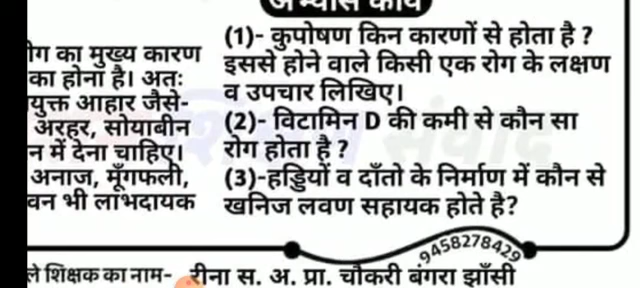 अभ्यास कार्य
(1)- कुपोषण किन कारणों से होता है ?
इससे होने वाले किसी एक रोग के लक्षण
व उपचार लिखिए।
(2)- विटामिन D की कमी से कौन सा
रोग होता है ?
(3)-हड्डियों व दाँतो के निर्माण में कौन से
खनिज लवण सहायक होते है?
का मुख्य कारण
का होना है। अतः
युक्त आहार जैसे-
अरहर, सोयाबीन
में देना चाहिए।
अनाज, मूँगफली,
भी लाभदायक
9458278429
शिक्षक का नाम- रीना स. अ. प्रा. चौकरी बंगरा झाँसी